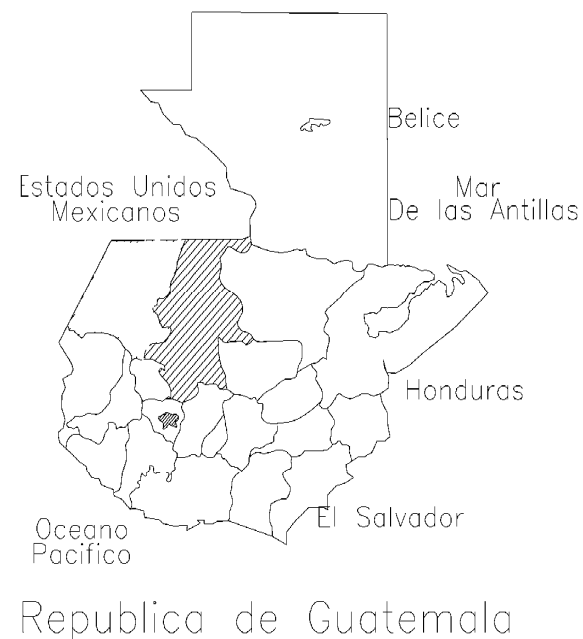 Belice
Estados Unidos
Mexicanos
Mar
De las Antillas
Honduras
El Salvador
Oceano
Pacifico
Republica de Guatemala